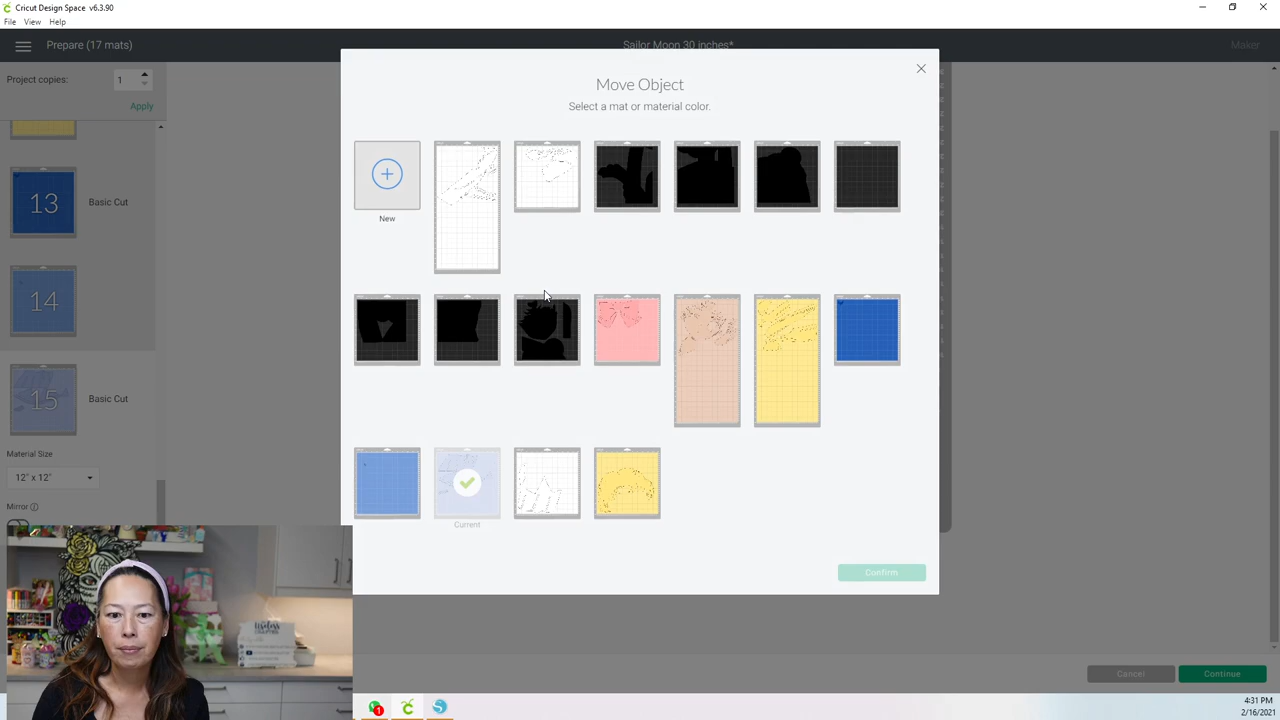 Cricut Design Space v6.3.90
File View Help
Prepare (17 mats)
Sailor Moon 30 inches*
Maker
Project copies:
1
Apply
13
Basic Cut
14
15
Basic Cut
Material Size
12" x 12"
Mirror
Move Object
Select a mat or material color.
New
Current
Confirm
Cancel
Continue
1
4:31 PM
2/16/2021